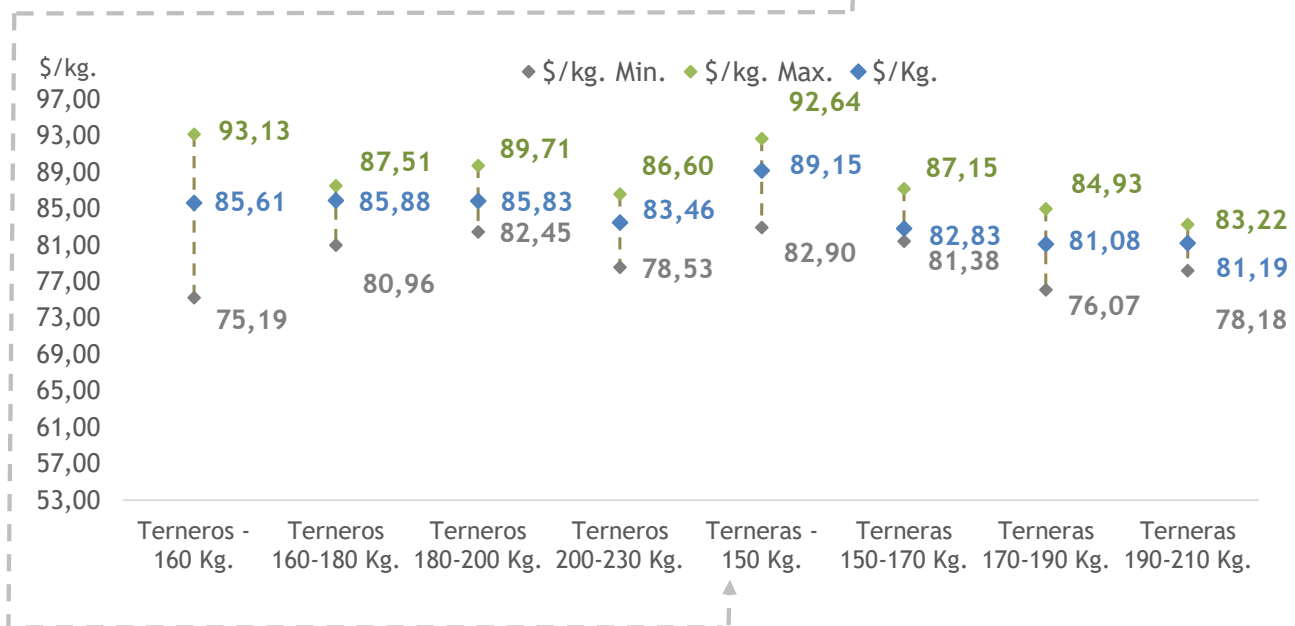 $/kg.
$/kg. Min. $/kg. Max. $/Kg.
97,00
93,00
89,00
85,00
81,00
77,00
73,00
69,00
65,00
61,00
57,00
53,00
93,13
85,61
75,19
87,51
85,88
80,96
89,71
85,83
82,45
86,60
83,46
78,53
92,64
89,15
82,90
87,15
82,83
81,38
84,93
81,08
76,07
83,22
81,19
78,18
Terneros -
160 Kg.
Terneros
160-180 Kg.
Terneros
180-200 Kg.
Terneros
200-230 Kg.
Terneras -
150 Kg.
Terneras
150-170 Kg.
Terneras
170-190 Kg.
Terneras
190-210 Kg.